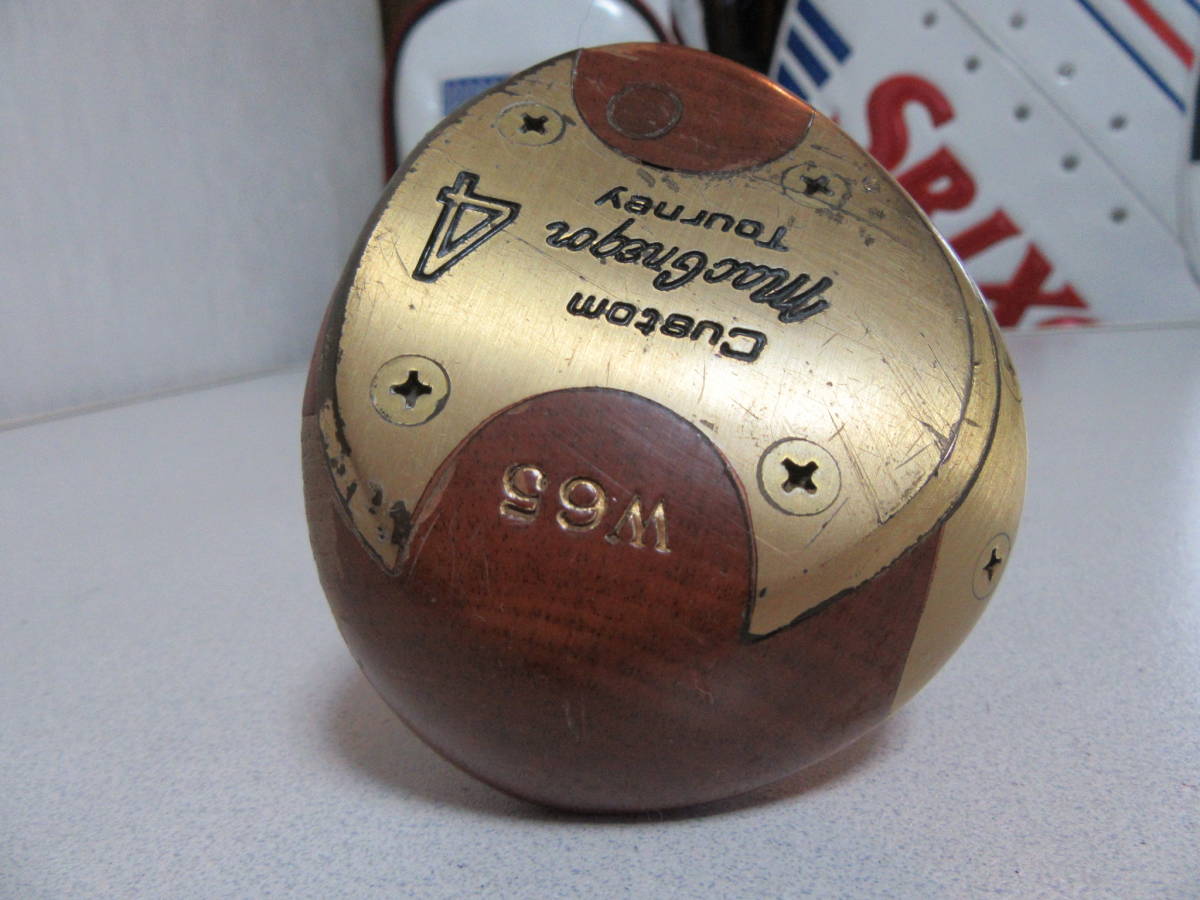 Custom
MacGregor
Tourney
4
W65
SRIX